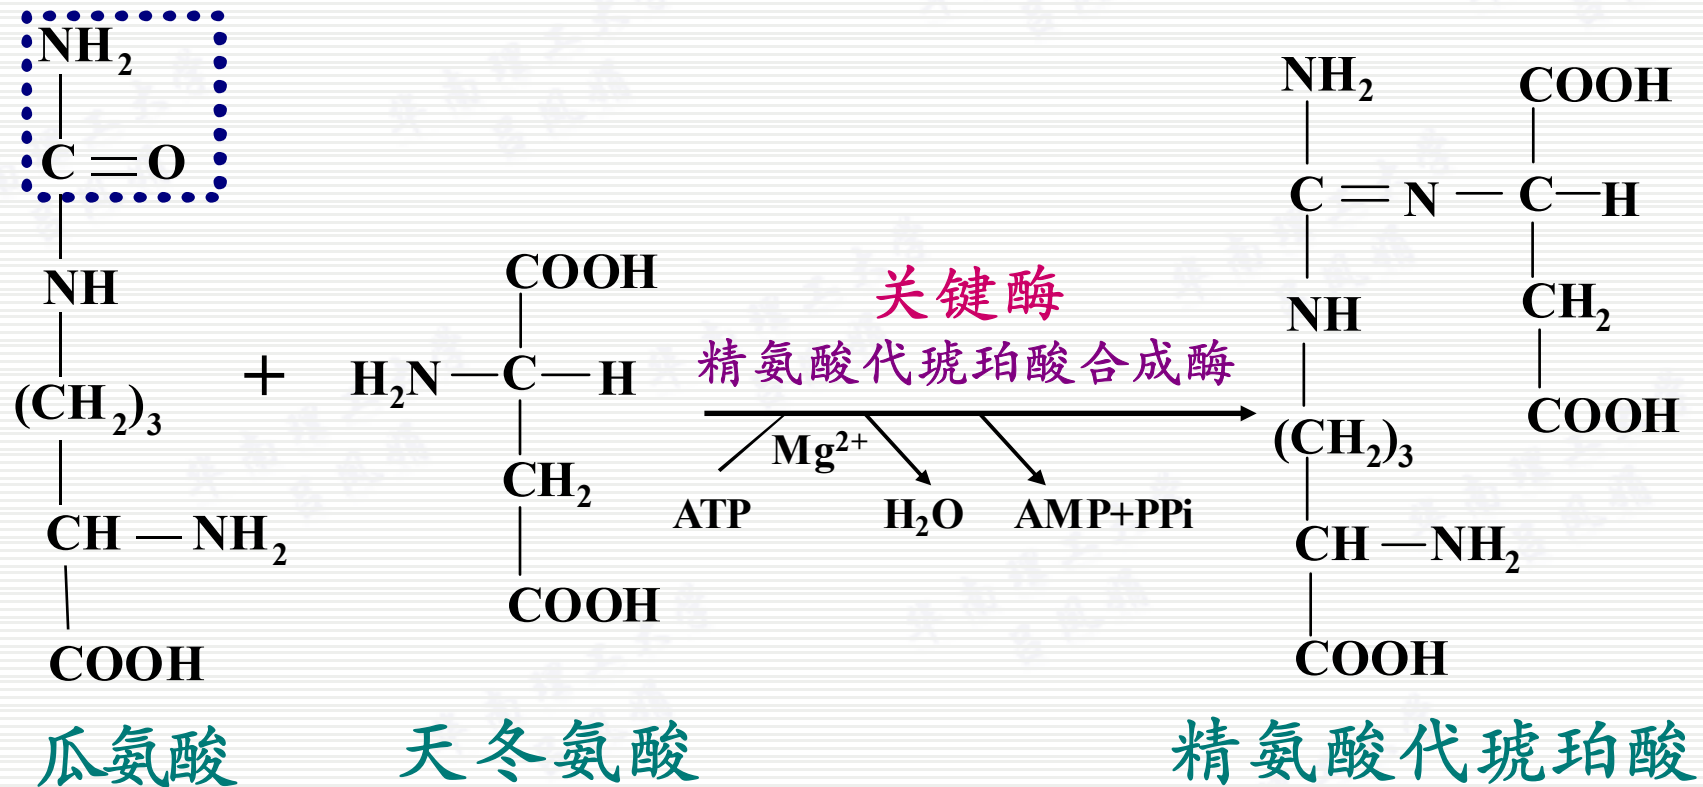 NH₂
C=O
NH
(CH₂)₃
CH—NH₂
COOH
瓜氨酸
+
COOH
H₂N—C—H
CH₂
COOH
天冬氨酸
关键酶
精氨酸代琥珀酸合成酶
Mg²⁺
ATP
H₂O
AMP+PPi
NH₂
COOH
C=N—C—H
NH
CH₂
(CH₂)₃
COOH
CH—NH₂
COOH
精氨酸代琥珀酸